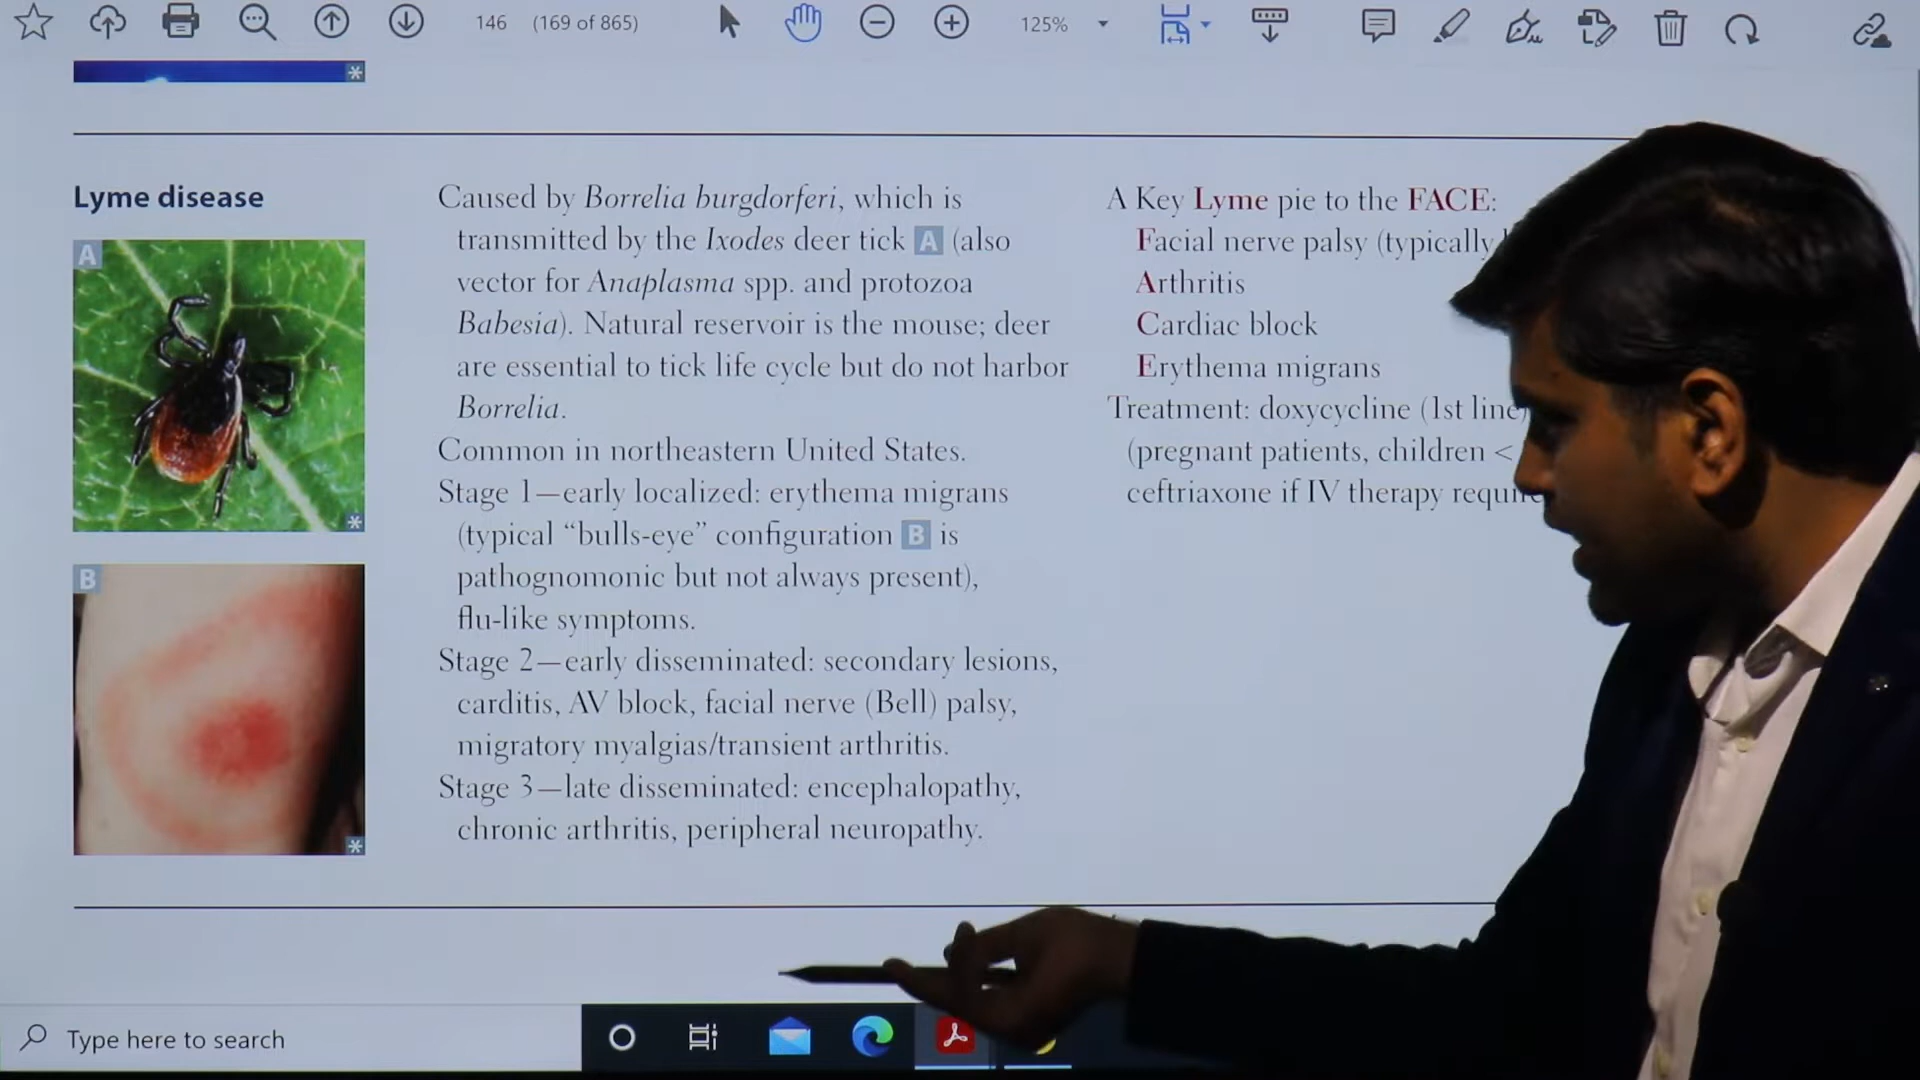 146 (169 of 865)
125%
Lyme disease
A
B
Caused by Borrelia burgdorferi, which is
transmitted by the Ixodes deer tick A (also
vector for Anaplasma spp. and protozoa
Babesia). Natural reservoir is the mouse; deer
are essential to tick life cycle but do not harbor
Borrelia.
Common in northeastern United States.
Stage 1—early localized: erythema migrans
(typical “bulls-eye” configuration B is
pathognomonic but not always present),
flu-like symptoms.
Stage 2—early disseminated: secondary lesions,
carditis, AV block, facial nerve (Bell) palsy,
migratory myalgias/transient arthritis.
Stage 3—late disseminated: encephalopathy,
chronic arthritis, peripheral neuropathy.
A Key Lyme pie to the FACE:
Facial nerve palsy (typically
Arthritis
Cardiac block
Erythema migrans
Treatment: doxycycline (1st line)
(pregnant patients, children <
ceftriaxone if IV therapy
Type here to search